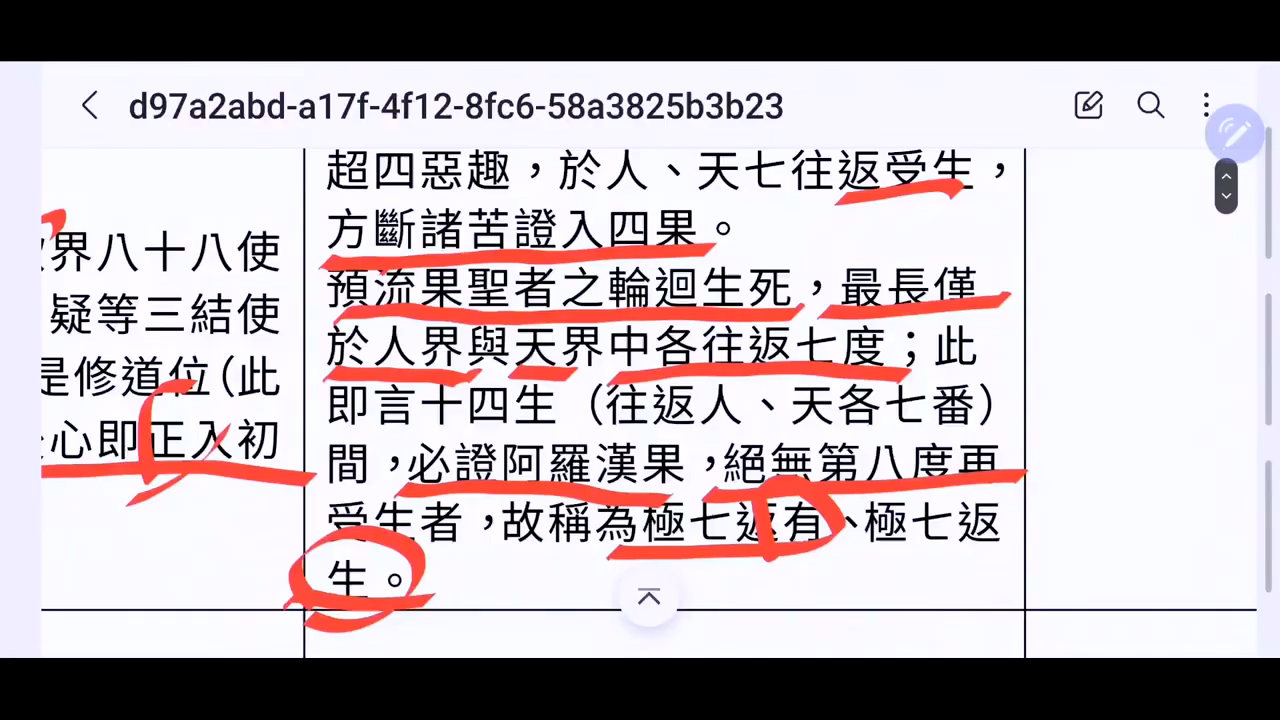 d97a2abd-a17f-4f12-8fc6-58a3825b3b23
界八十八使
疑等三結使
是修道位(此
心即正入初
超四惡趣，於人、天七往返受生，
方斷諸苦證入四果。
預流果聖者之輪迴生死，最長僅
於人界與天界中各往返七度；此
即言十四生（往返人、天各七番）
間，必證阿羅漢果，絕無第八度再
受生者，故稱為極七返有、極七返
生。